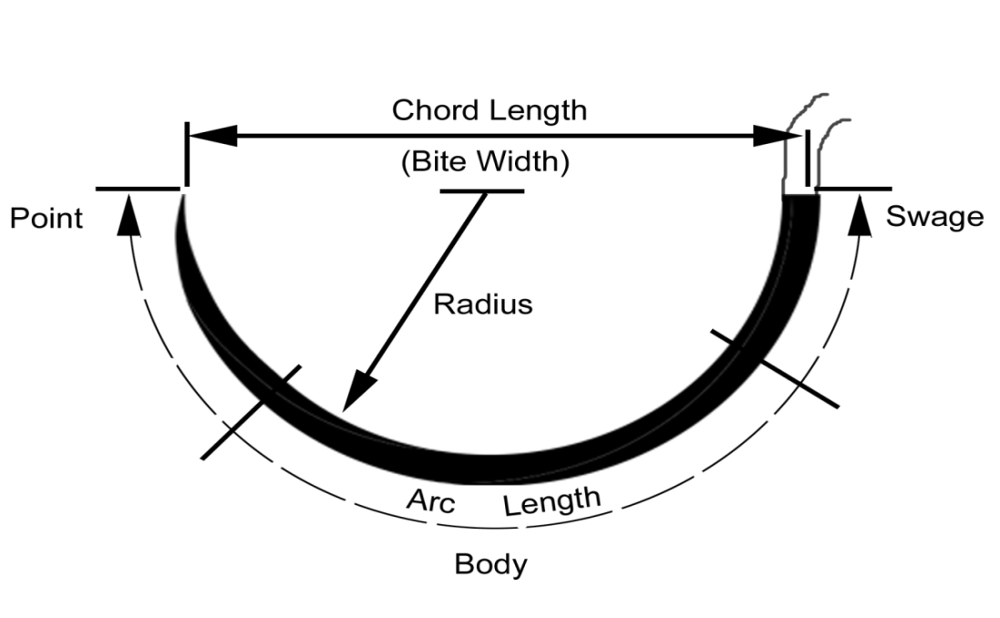 Chord Length
(Bite Width)
Point
Swage
Radius
Arc Length
Body